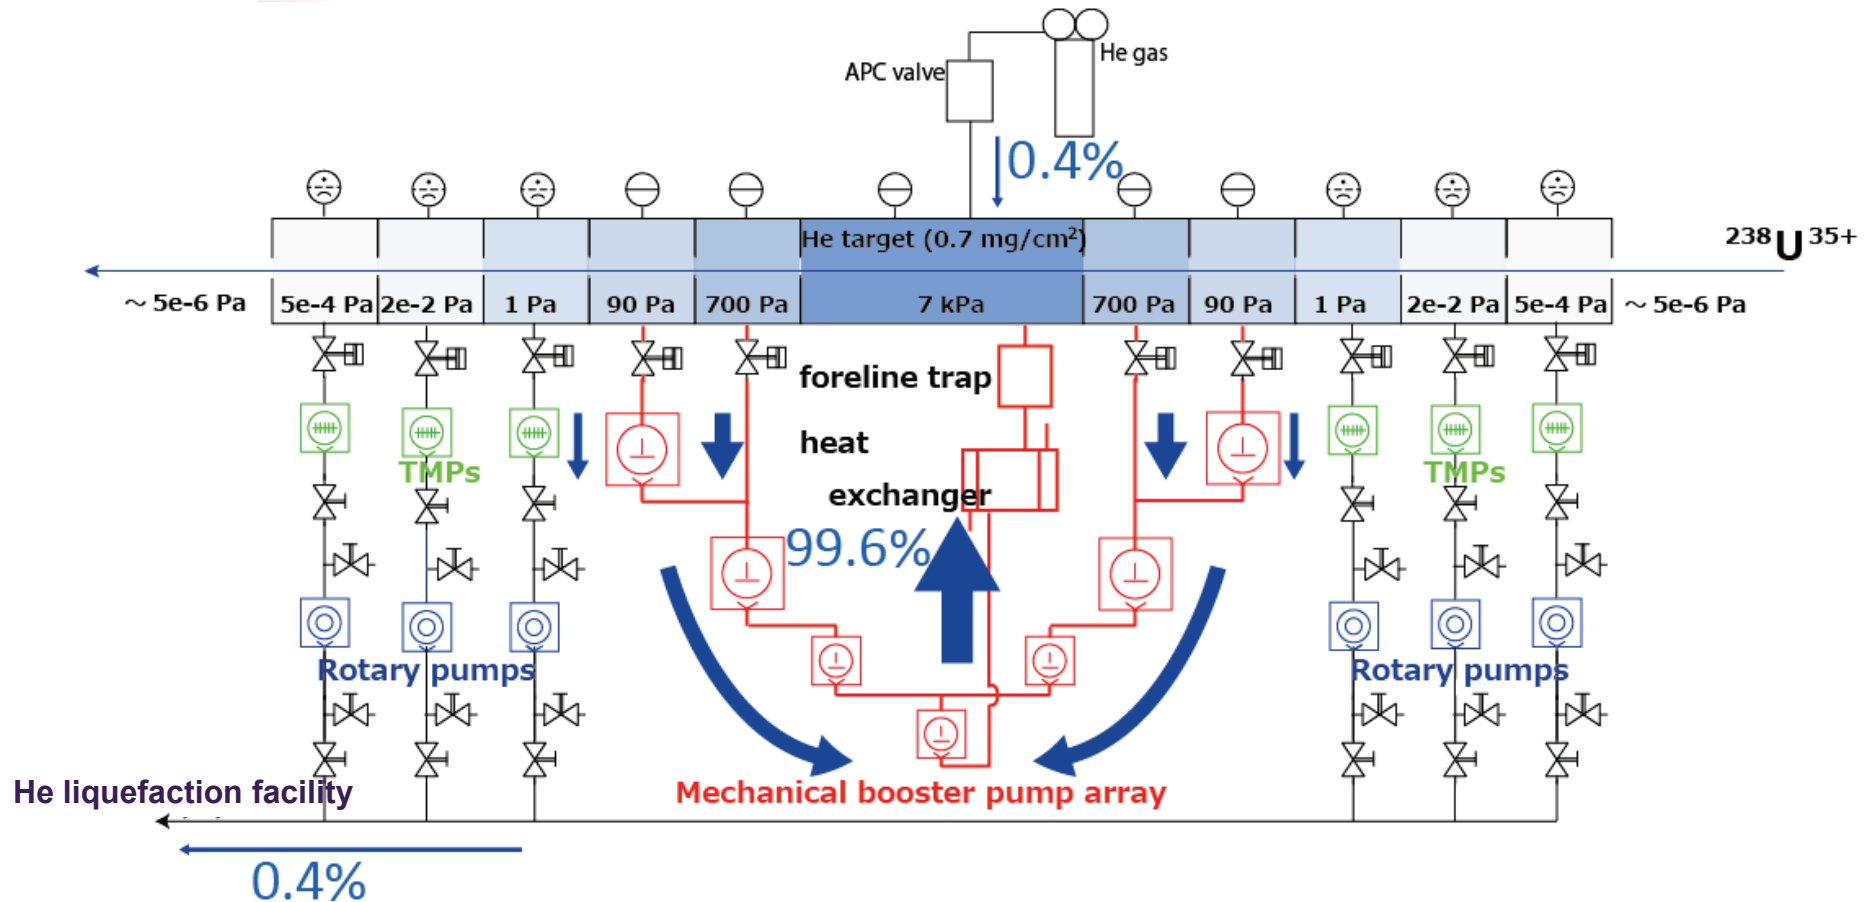 He gas
APC valve
0.4%
He target (0.7 mg/cm²)
²³⁸U³⁵⁺
~ 5e-6 Pa
5e-4 Pa
2e-2 Pa
1 Pa
90 Pa
700 Pa
7 kPa
700 Pa
90 Pa
1 Pa
2e-2 Pa
5e-4 Pa
~ 5e-6 Pa
foreline trap
heat
exchanger
TMPs
TMPs
99.6%
Rotary pumps
Rotary pumps
He liquefaction facility
Mechanical booster pump array
0.4%